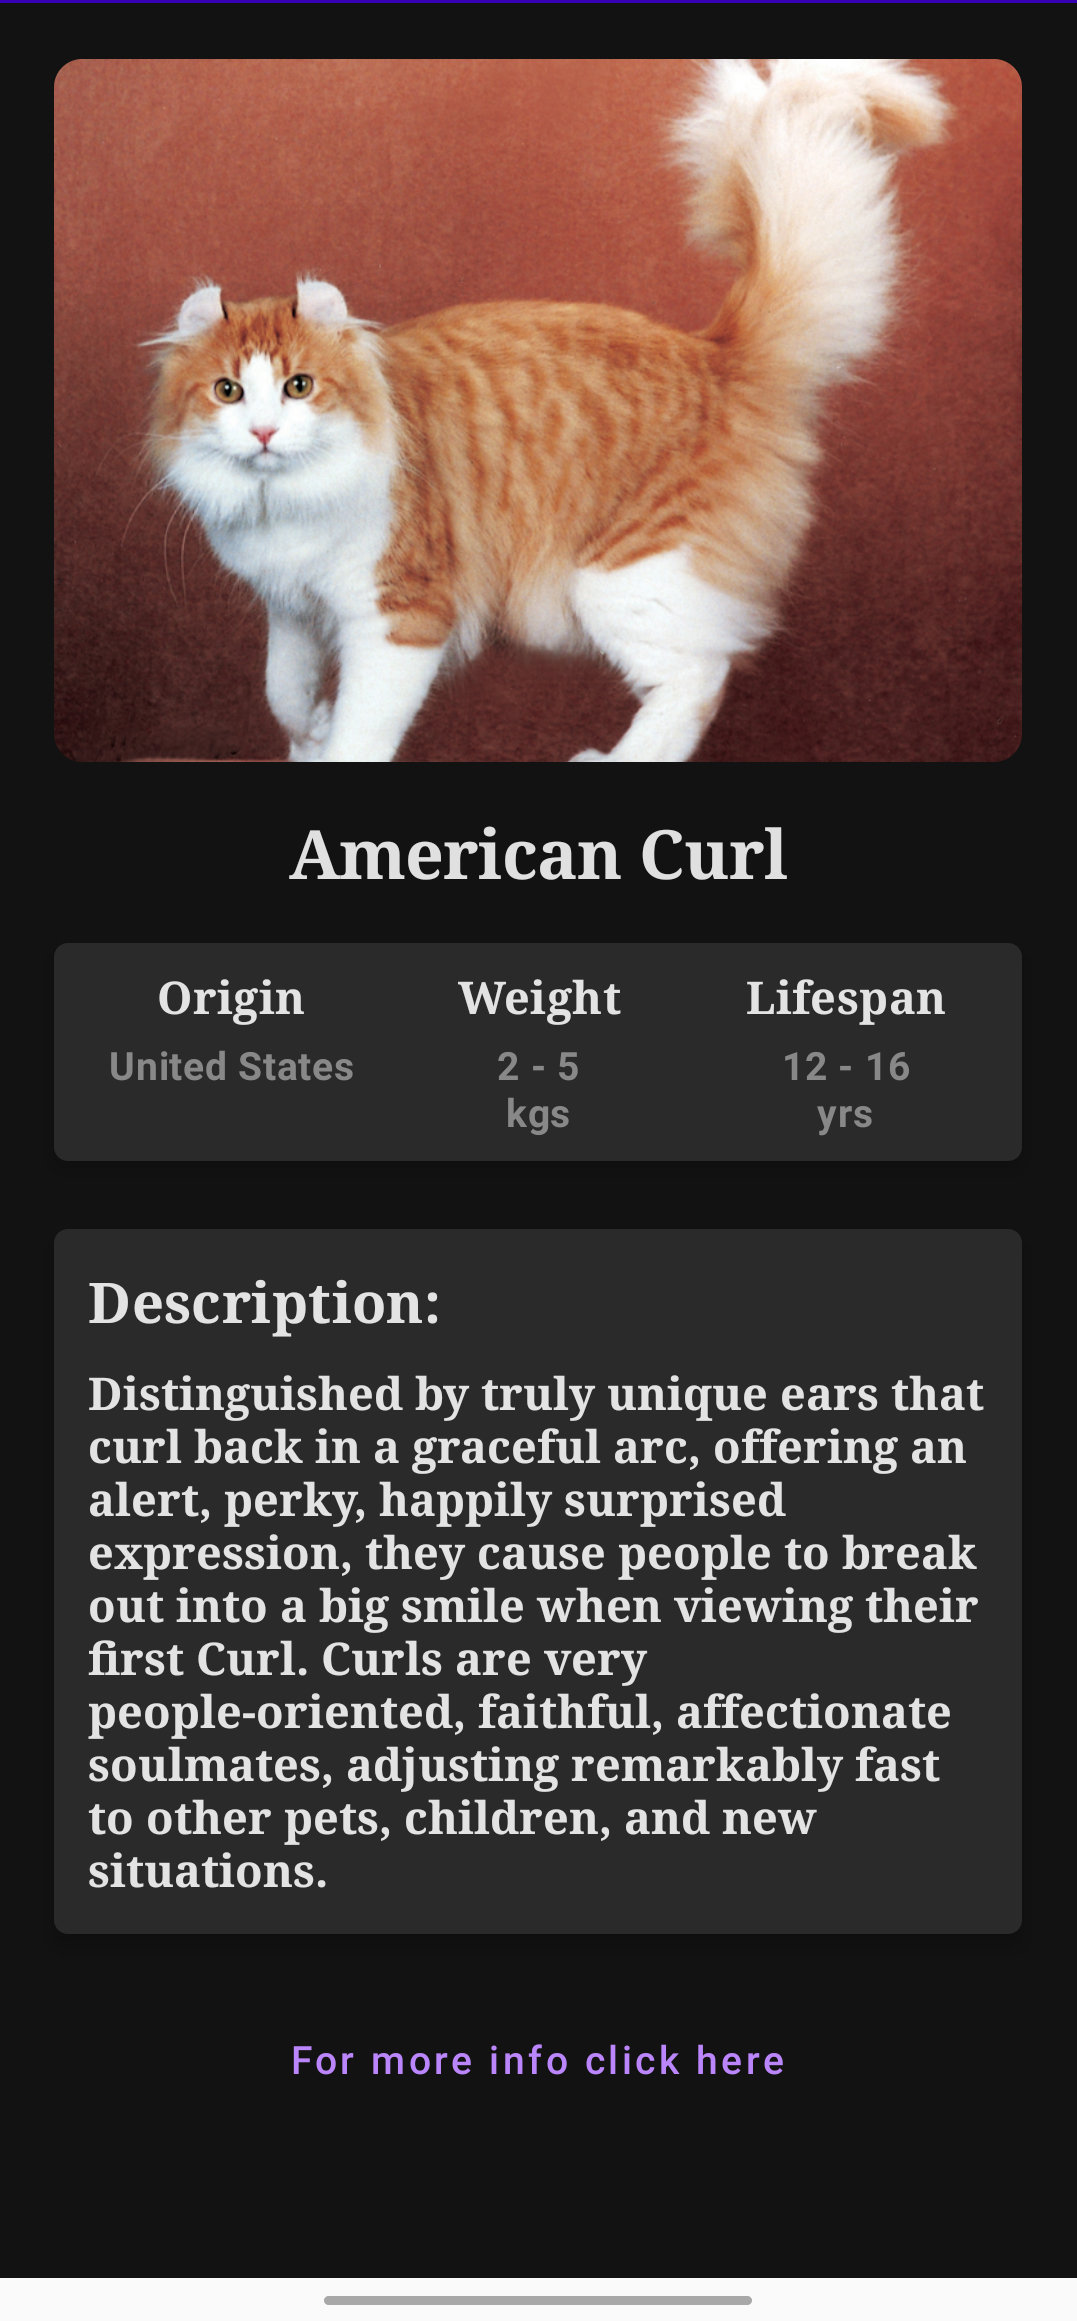 American Curl
Origin Weight Lifespan
United States 2 - 5 12 - 16
kgs yrs
Description:
Distinguished by truly unique ears that
curl back in a graceful arc, offering an
alert, perky, happily surprised
expression, they cause people to break
out into a big smile when viewing their
first Curl. Curls are very
people-oriented, faithful, affectionate
soulmates, adjusting remarkably fast
to other pets, children, and new
situations.
For more info click here